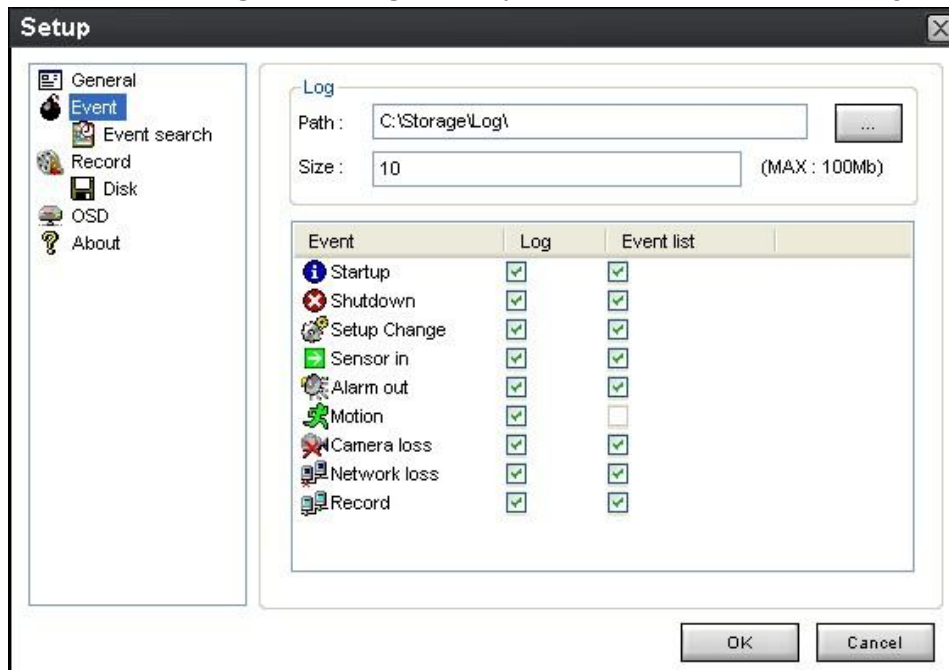 Setup
General
Event
Event search
Record
Disk
OSD
About
Log
Path : C:\Storage\Log\ ...
Size : 10 (MAX : 100Mb)
Event Log Event list
Startup
Shutdown
Setup Change
Sensor in
Alarm out
Motion
Camera loss
Network loss
Record
OK Cancel